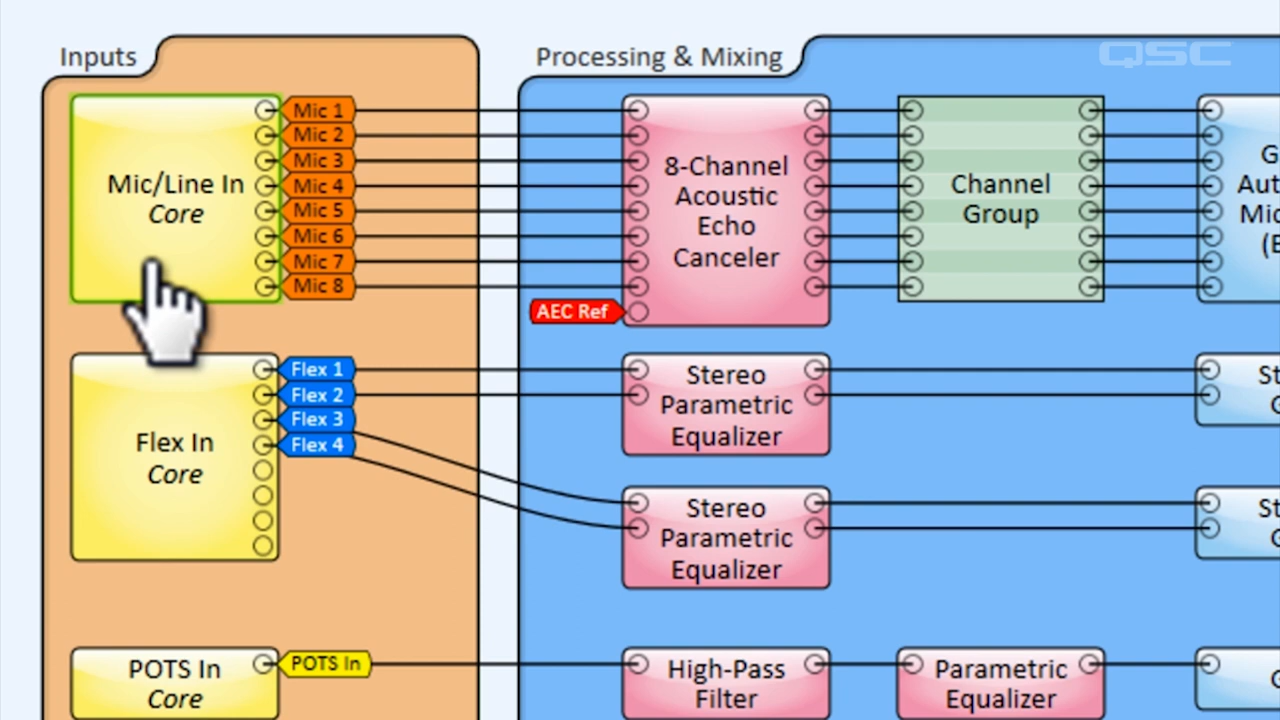 Inputs
Processing & Mixing
QSC
Mic/Line In
Core
Mic 1
Mic 2
Mic 3
Mic 4
Mic 5
Mic 6
Mic 7
Mic 8
8-Channel
Acoustic
Echo
Canceler
AEC Ref
Channel
Group
Flex In
Core
Flex 1
Flex 2
Flex 3
Flex 4
Stereo
Parametric
Equalizer
Stereo
Parametric
Equalizer
POTS In
Core
POTS In
High-Pass
Filter
Parametric
Equalizer